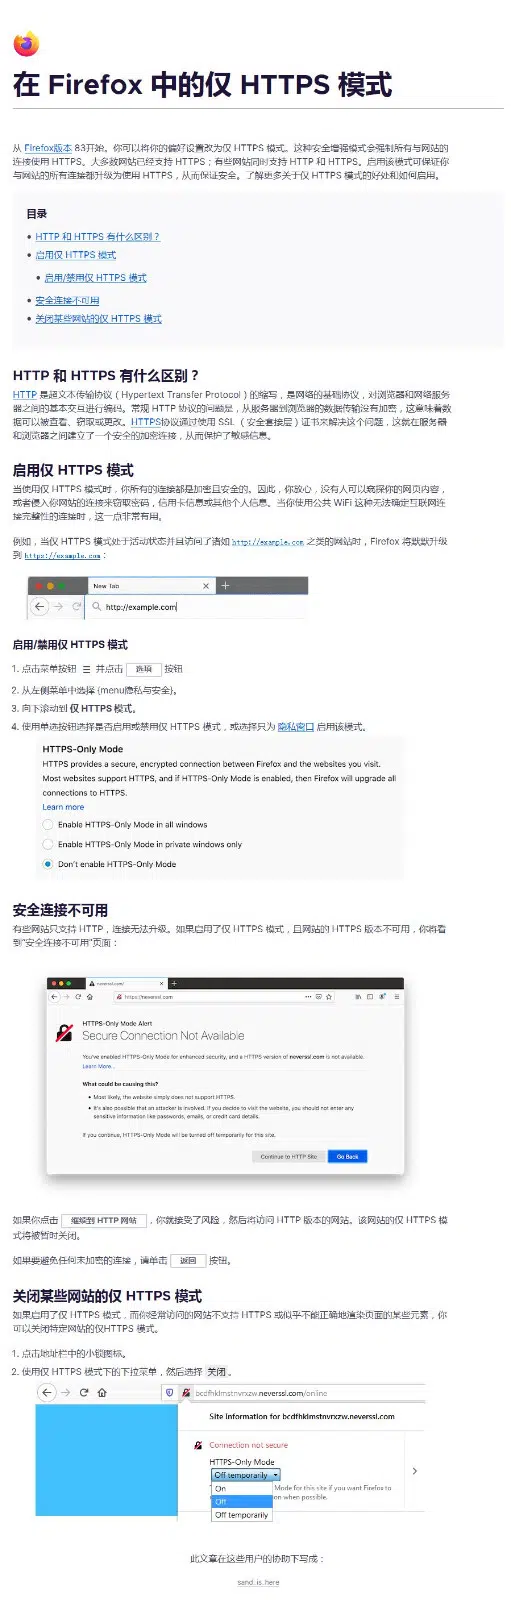 在 Firefox 中的仅 HTTPS 模式
从 Firefox版本 83开始。你可以将你的偏好设置改为仅 HTTPS 模式。这种安全增强模式会强制所有与网站的
连接使用 HTTPS。大多数网站已经支持 HTTPS；有些网站同时支持 HTTP 和 HTTPS。启用该模式可保证你
与网站的所有连接都升级为使用 HTTPS，从而保证安全。了解更多关于仅 HTTPS 模式的好处和如何启用。
目录
• HTTP 和 HTTPS 有什么区别？
• 启用仅 HTTPS 模式
• 启用/禁用仅 HTTPS 模式
• 安全连接不可用
• 关闭某些网站的仅 HTTPS 模式
HTTP 和 HTTPS 有什么区别？
HTTP 是超文本传输协议（Hypertext Transfer Protocol）的缩写，是网络的基础协议，对浏览器和网络服务
器之间的基本交互进行编码。常规 HTTP 协议的问题是，从服务器到浏览器的数据传输没有加密，这意味着数
据可以被查看、窃取或更改。HTTPS协议通过使用 SSL（安全套接层）证书来解决这个问题，这就在服务器
和浏览器之间建立了一个安全的加密连接，从而保护了敏感信息。
启用仅 HTTPS 模式
当使用仅 HTTPS 模式时，你所有的连接都是加密且安全的。因此，你放心，没有人可以窥探你的网页内容，
或者侵入你网站的连接来窃取密码，信用卡信息或其他个人信息。当你使用公共 WiFi 这种无法确定互联网连
接完整性的连接时，这一点非常有用。
例如，当仅 HTTPS 模式处于活动状态并且访问了诸如 http://example.com 之类的网站时，Firefox 将默默升级
到 https://example.com：
New Tab
http://example.com
启用/禁用仅 HTTPS 模式
1. 点击菜单按钮 ☰ 并点击 选项 按钮
2. 从左侧菜单中选择 {menu隐私与安全}。
3. 向下滚动到 仅 HTTPS 模式。
4. 使用单选按钮选择是否启用或禁用仅 HTTPS 模式，或选择只为 隐私窗口 启用该模式。
HTTPS-Only Mode
HTTPS provides a secure, encrypted connection between Firefox and the websites you visit.
Most websites support HTTPS, and if HTTPS-Only Mode is enabled, then Firefox will upgrade all
connections to HTTPS.
Learn more
Enable HTTPS-Only Mode in all windows
Enable HTTPS-Only Mode in private windows only
Don't enable HTTPS-Only Mode
安全连接不可用
有些网站只支持 HTTP，连接无法升级。如果启用了仅 HTTPS 模式，且网站的 HTTPS 版本不可用，你将看
到“安全连接不可用”页面：
neverssl.com/
https://neverssl.com
HTTPS-Only Mode Alert
Secure Connection Not Available
You've enabled HTTPS-Only Mode for enhanced security, and a HTTPS version of neverssl.com is not available.
Learn More...
What could be causing this?
• Most likely, the website simply does not support HTTPS.
• It's also possible that an attacker is involved. If you decide to visit the website, you should not enter any
sensitive information like passwords, emails, or credit card details.
If you continue, HTTPS-Only Mode will be turned off temporarily for this site.
Continue to HTTP Site
Go Back
如果你点击 继续到 HTTP 网站 ，你就接受了风险，然后将访问 HTTP 版本的网站。该网站的仅 HTTPS 模
式将被暂时关闭。
如果要避免任何未加密的连接，请单击 返回 按钮。
关闭某些网站的仅 HTTPS 模式
如果启用了仅 HTTPS 模式，而你经常访问的网站不支持 HTTPS 或似乎不能正确地渲染页面的某些元素，你
可以关闭特定网站的仅HTTPS 模式。
1. 点击地址栏中的小锁图标。
2. 使用仅 HTTPS 模式下的下拉菜单，然后选择 关闭。
bcdfhklmstnvrxzw.neverssl.com/online
Site Information for bcdfhklmstnvrxzw.neverssl.com
Connection not secure
HTTPS-Only Mode
Off temporarily
On
Mode for this site if you want Firefox to
Off
on when possible.
Off temporarily
此文章在这些用户的协助下写成：
sand_is_here